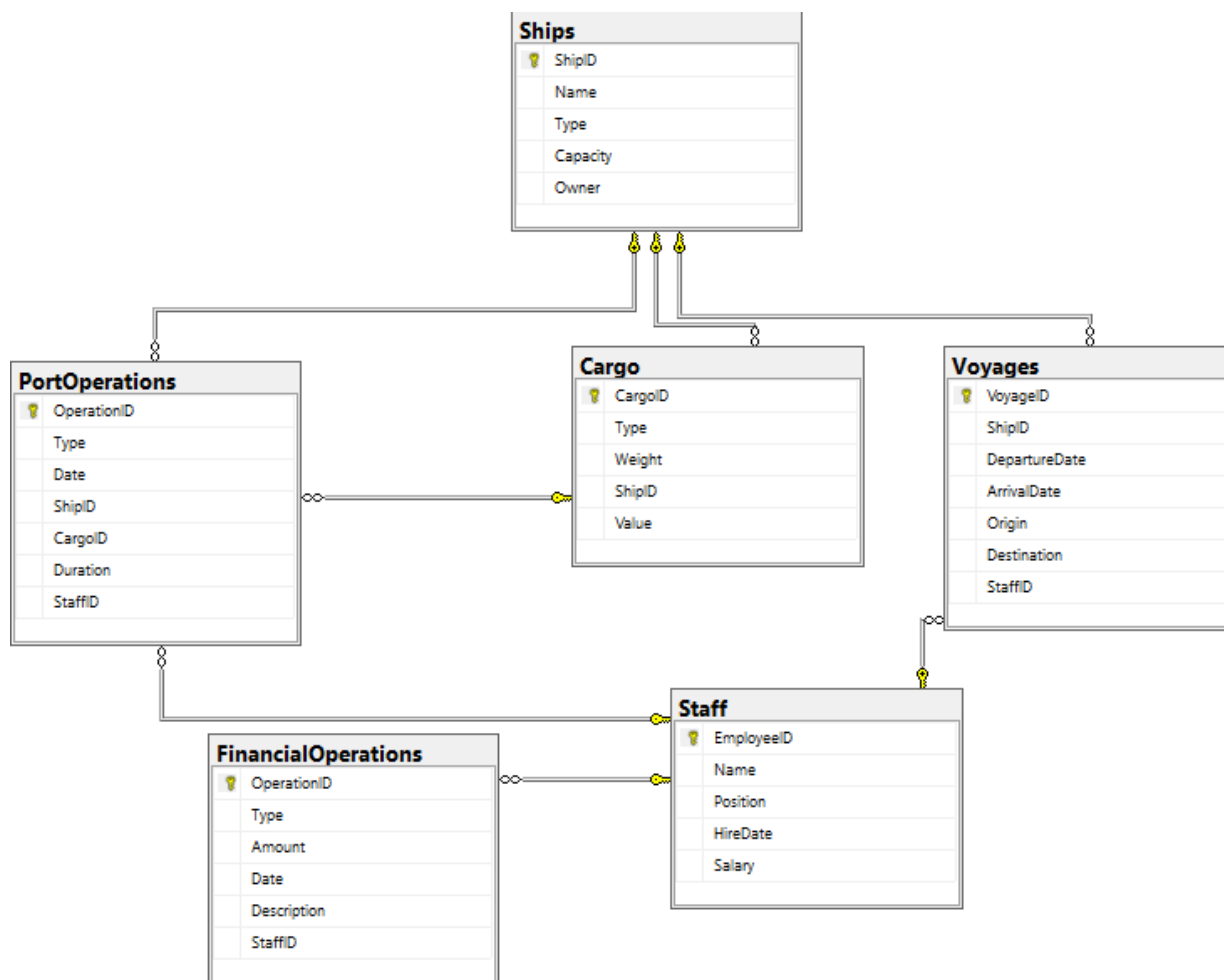 Ships
ShipID
Name
Type
Capacity
Owner
PortOperations
OperationID
Type
Date
ShipID
CargoID
Duration
StaffID
Cargo
CargoID
Type
Weight
ShipID
Value
Voyages
VoyageID
ShipID
DepartureDate
ArrivalDate
Origin
Destination
StaffID
Staff
EmployeeID
Name
Position
HireDate
Salary
FinancialOperations
OperationID
Type
Amount
Date
Description
StaffID